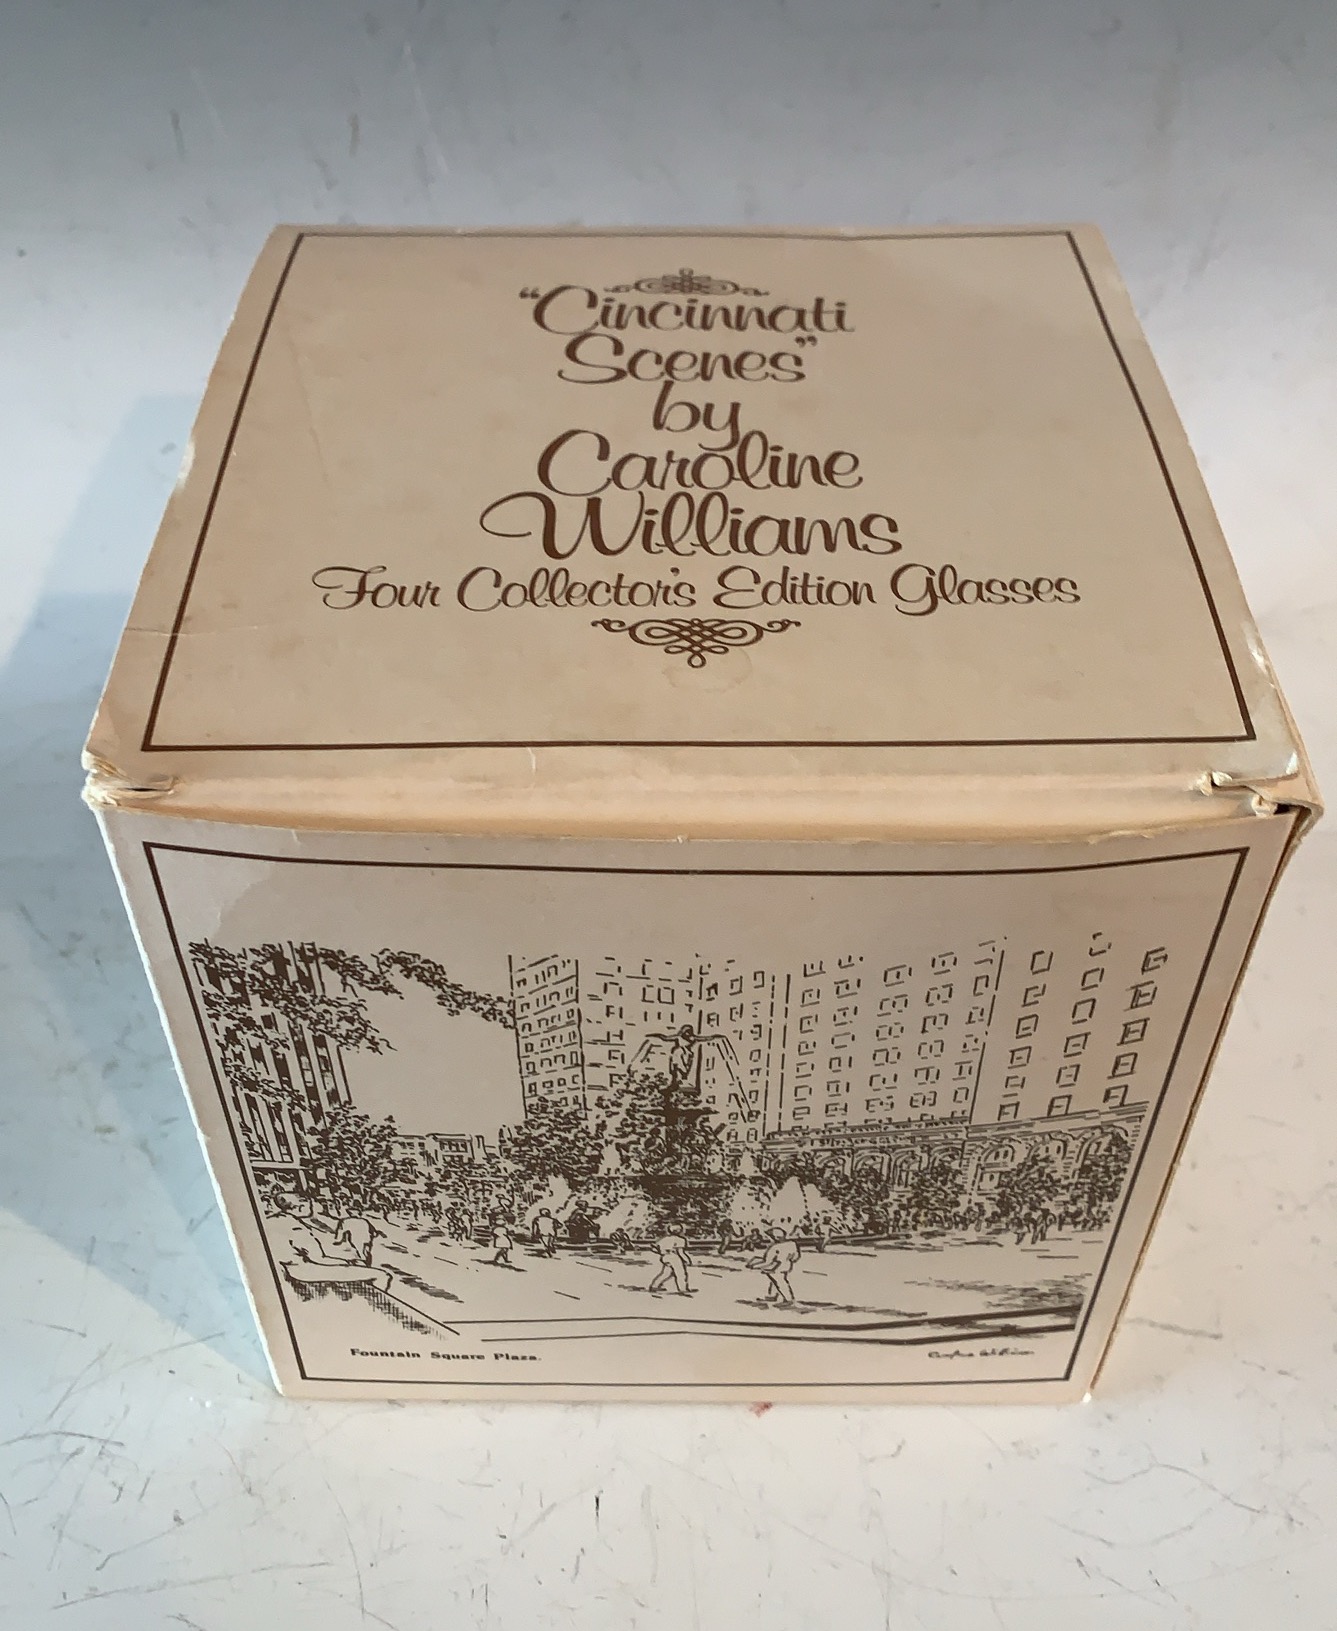 “Cincinnati
Scenes”
by
Caroline
Williams
Four Collector's Edition Glasses
Fountain Square Plaza.